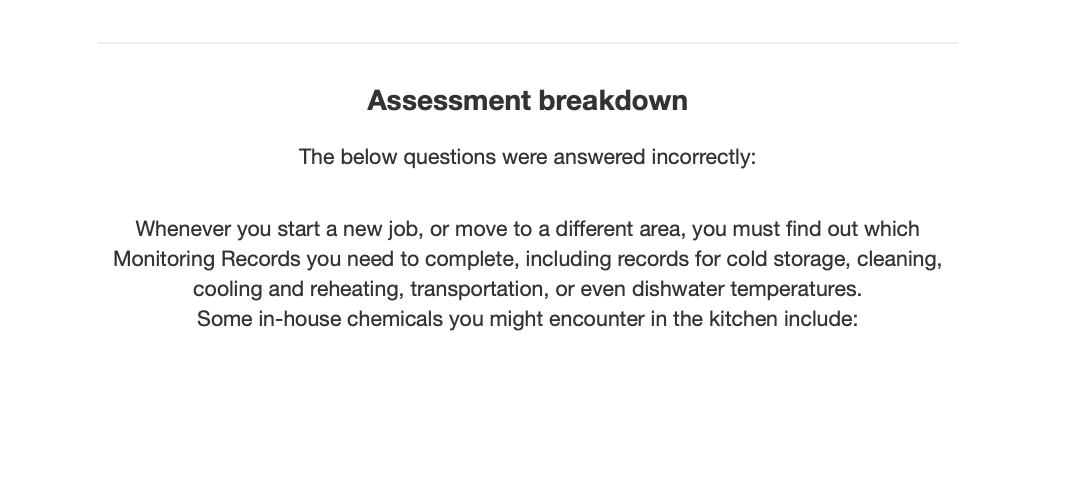 Assessment breakdown
The below questions were answered incorrectly:
Whenever you start a new job, or move to a different area, you must find out which
Monitoring Records you need to complete, including records for cold storage, cleaning,
cooling and reheating, transportation, or even dishwater temperatures.
Some in-house chemicals you might encounter in the kitchen include: